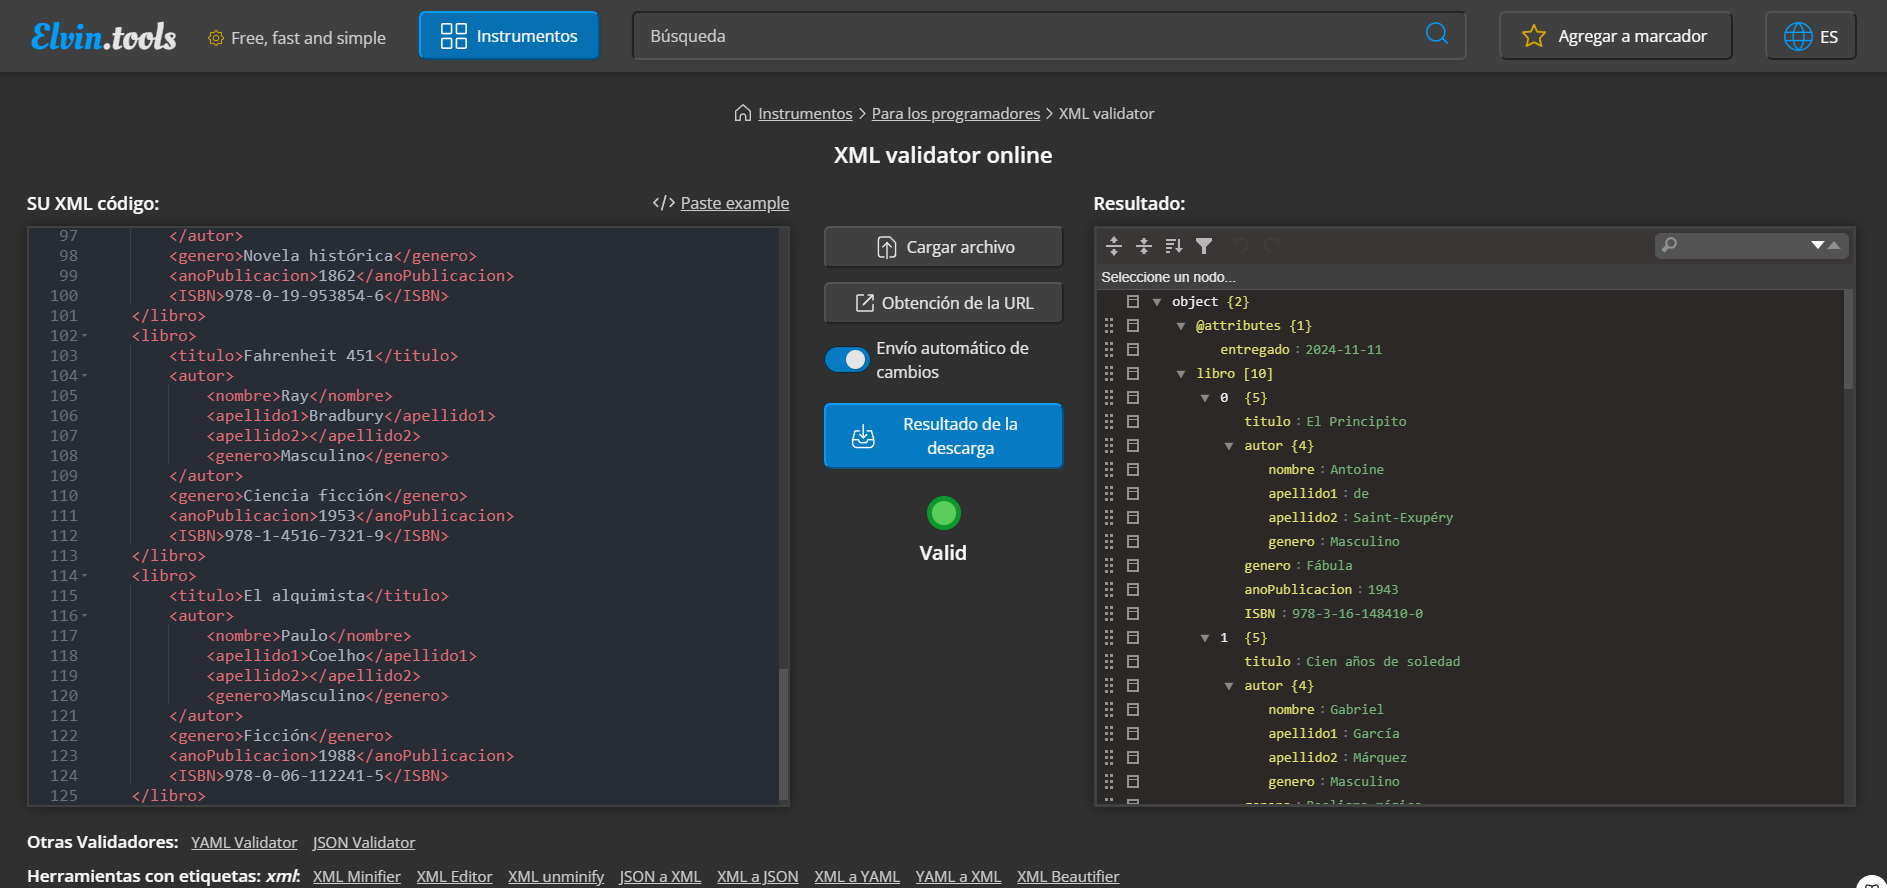 Elvin.tools Free, fast and simple Instrumentos Búsqueda Agregar a marcador ES
Instrumentos > Para los programadores > XML validator
XML validator online
SU XML código: </> Paste example
97 </autor>
98 <genero>Novela histórica</genero>
99 <anoPublicacion>1862</anoPublicacion>
100 <ISBN>978-0-19-953854-6</ISBN>
101 </libro>
102 <libro>
103 <titulo>Fahrenheit 451</titulo>
104 <autor>
105 <nombre>Ray</nombre>
106 <apellido1>Bradbury</apellido1>
107 <apellido2></apellido2>
108 <genero>Masculino</genero>
109 </autor>
110 <genero>Ciencia ficción</genero>
111 <anoPublicacion>1953</anoPublicacion>
112 <ISBN>978-1-4516-7321-9</ISBN>
113 </libro>
114 <libro>
115 <titulo>El alquimista</titulo>
116 <autor>
117 <nombre>Paulo</nombre>
118 <apellido1>Coelho</apellido1>
119 <apellido2></apellido2>
120 <genero>Masculino</genero>
121 </autor>
122 <genero>Ficción</genero>
123 <anoPublicacion>1988</anoPublicacion>
124 <ISBN>978-0-06-112241-5</ISBN>
125 </libro>
Cargar archivo
Obtención de la URL
Envío automático de
cambios
Resultado de la
descarga
Valid
Resultado:
Seleccione un nodo...
object {2}
@attributes {1}
entregado : 2024-11-11
libro [10]
0 {5}
titulo : El Principito
autor {4}
nombre : Antoine
apellido1 : de
apellido2 : Saint-Exupéry
genero : Masculino
genero : Fábula
anoPublicacion : 1943
ISBN : 978-3-16-148410-0
1 {5}
titulo : Cien años de soledad
autor {4}
nombre : Gabriel
apellido1 : García
apellido2 : Márquez
genero : Masculino
genero : Realismo mágico
Otras Validadores: YAML Validator JSON Validator
Herramientas con etiquetas: xml: XML Minifier XML Editor XML unminify JSON a XML XML a JSON XML a YAML YAML a XML XML Beautifier